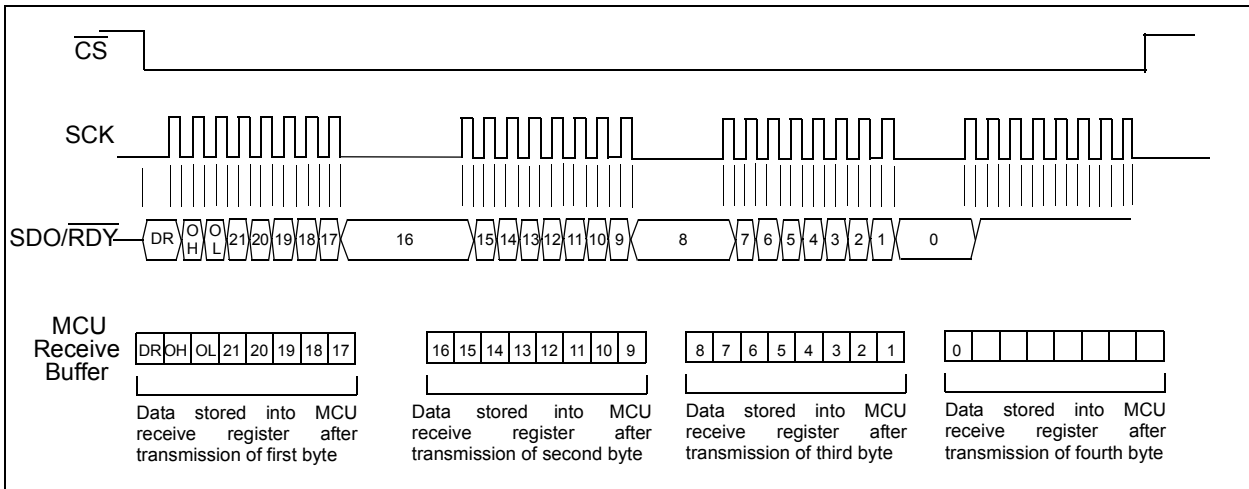 CS
SCK
SDO/RDY
DR OH OL 21 20 19 18 17 16 15 14 13 12 11 10 9 8 7 6 5 4 3 2 1 0
MCU
Receive
Buffer
DR OH OL 21 20 19 18 17
16 15 14 13 12 11 10 9
8 7 6 5 4 3 2 1
0
Data stored into MCU
receive register after
transmission of first byte
Data stored into MCU
receive register after
transmission of second byte
Data stored into MCU
receive register after
transmission of third byte
Data stored into MCU
receive register after
transmission of fourth byte